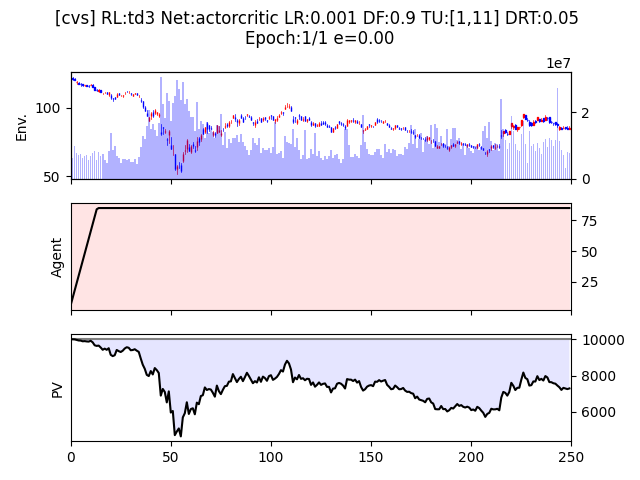 [cvs] RL:td3 Net:actorcritic LR:0.001 DF:0.9 TU:[1,11] DRT:0.05
Epoch:1/1 e=0.00
1e7
Env.
100
50
2
0
Agent
75
50
25
PV
10000
8000
6000
0 50 100 150 200 250